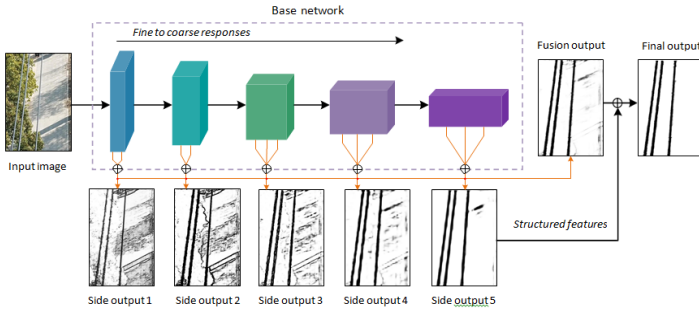 Base network
Fine to coarse responses
Fusion output
Final output
Input image
Structured features
Side output 1
Side output 2
Side output 3
Side output 4
Side output 5